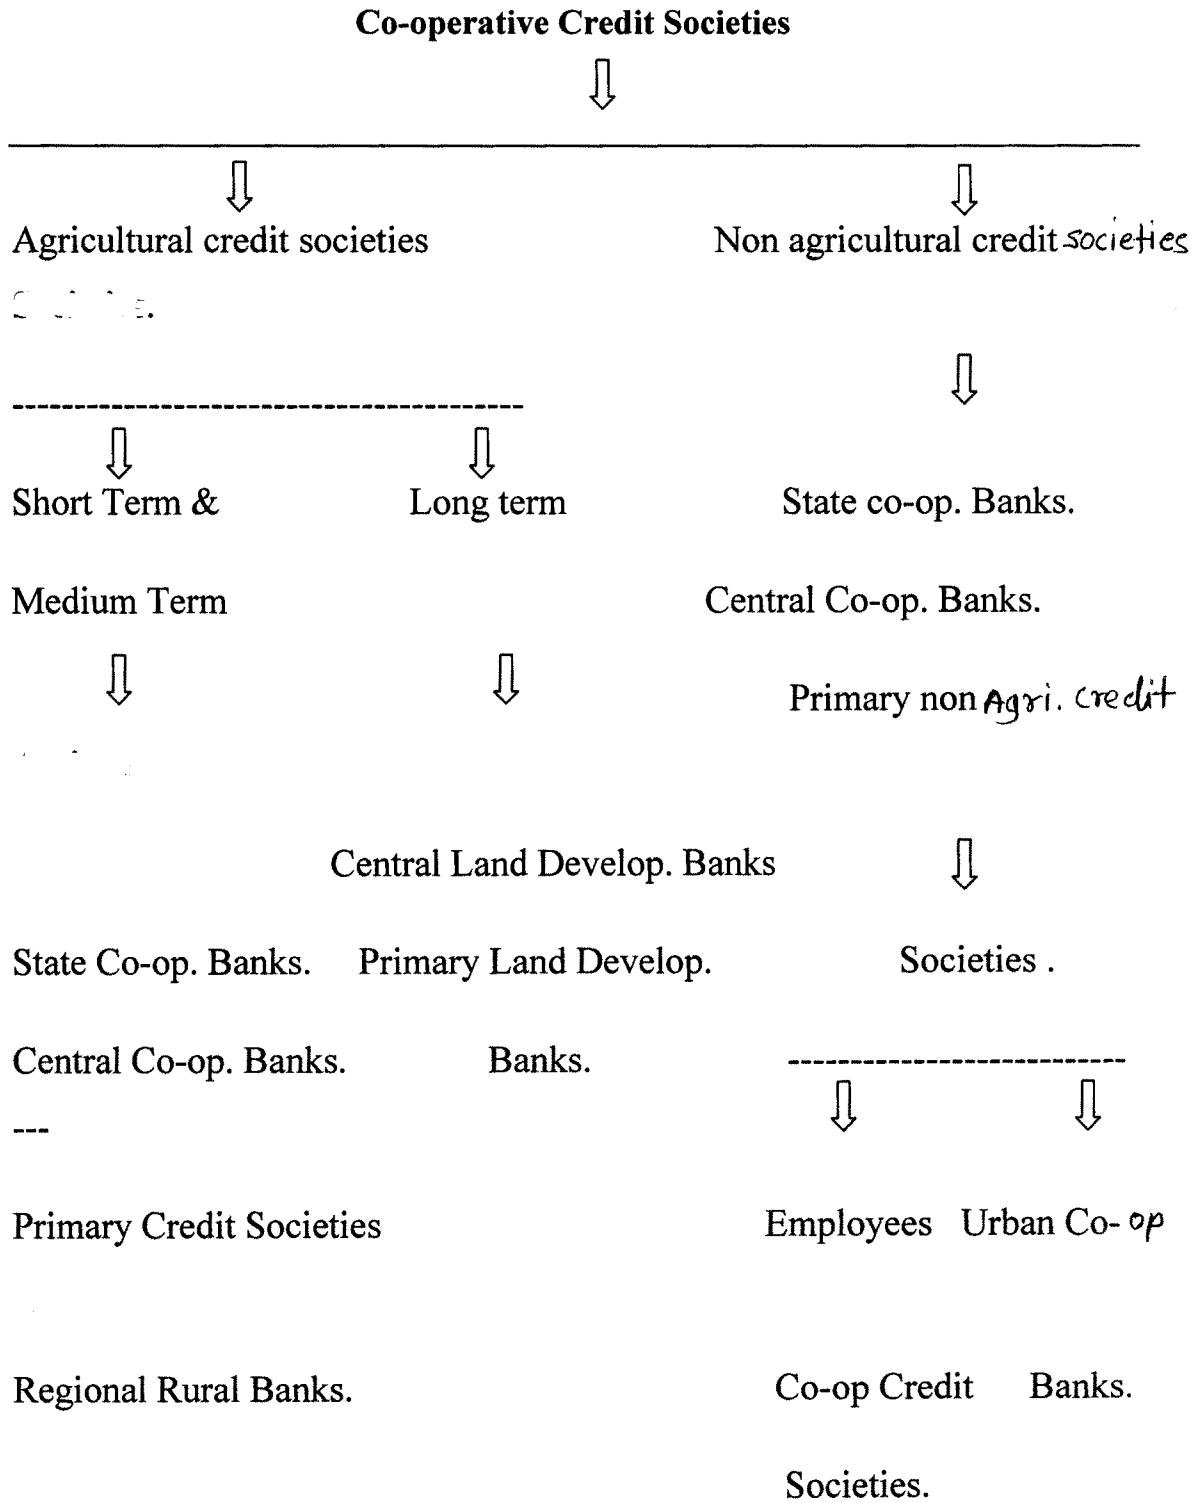 Co-operative Credit Societies
Agricultural credit societies
Non agricultural credit societies
Short Term &
Long term
State co-op. Banks.
Medium Term
Central Co-op. Banks.
Primary non Agri. credit
Central Land Develop. Banks
State Co-op. Banks.
Primary Land Develop.
Societies .
Central Co-op. Banks.
Banks.
Primary Credit Societies
Employees
Urban Co-op
Regional Rural Banks.
Co-op Credit
Banks.
Societies.